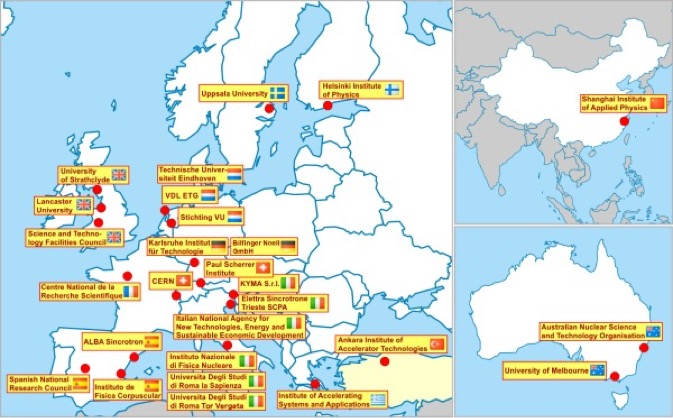 Uppsala University
Helsinki Institute
of Physics
Shanghai Institute
of Applied Physics
University
of Strathclyde
Technische Univer-
siteit Eindhoven
VDL ETG
Lancaster
University
Stichting VU
Science and Techno-
logy Facilities Council
Karlsruhe Institut
für Technologie
Bilfinger Noell
GmbH
Paul Scherrer
Institute
CERN
KYMA S.r.l.
Centre National de la
Recherche Scientifique
Elettra Sincrotrone
Trieste SCPA
Italian National Agency for
New Technologies, Energy and
Sustainable Economic Development
Australian Nuclear Science
and Technology Organisation
ALBA Sincrotron
Ankara Institute of
Accelerator Technologies
Instituto Nazionale
di Fisica Nucleare
University of Melbourne
Spanish National
Research Council
Instituto de
Fisica Corpuscular
Universita Degli Studi
di Roma la Sapienza
Universita Degli Studi
di Roma Tor Vergata
Institute of Accelerating
Systems and Applications